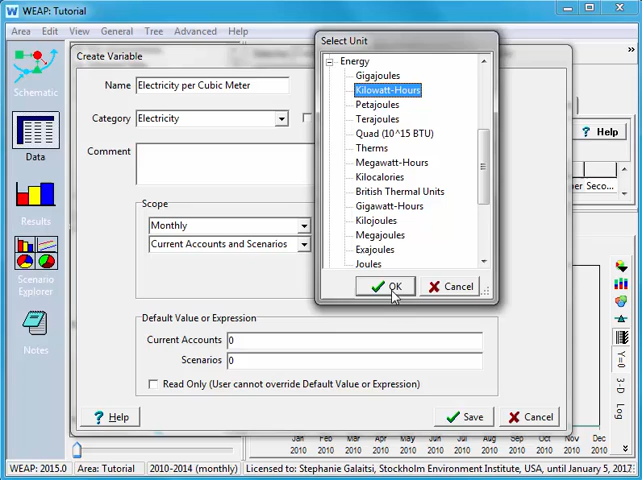 WEAP: Tutorial
Area Edit View General Tree Advanced Help
Schematic
Data
Results
Scenario
Explorer
Notes
Create Variable
Name Electricity per Cubic Meter
Category Electricity
Comment
Scope
Monthly
Current Accounts and Scenarios
Default Value or Expression
Current Accounts 0
Scenarios 0
Read Only (User cannot override Default Value or Expression)
Help Save Cancel
Select Unit
Energy
Gigajoules
Kilowatt-Hours
Petajoules
Terajoules
Quad (10^15 BTU)
Therms
Megawatt-Hours
Kilocalories
British Thermal Units
Gigawatt-Hours
Kilojoules
Megajoules
Exajoules
Joules
OK Cancel
Help
per Seco...
Y=0
3-D
Log
Jan Feb Mar Apr May Jun Jul Aug Sep Oct Nov Dec
2010 2010 2010 2010 2010 2010 2010 2010 2010 2010 2010 2010
WEAP: 2015.0 Area: Tutorial 2010-2014 (monthly) Licensed to: Stephanie Galaitsi, Stockholm Environment Institute, USA, until January 5, 2017